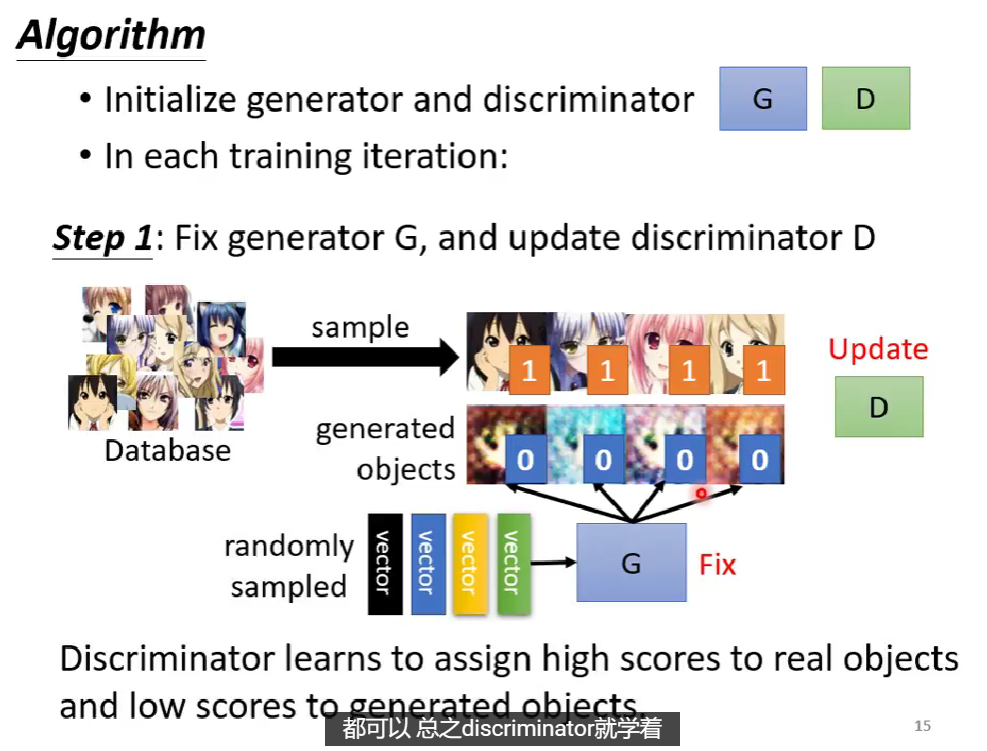 Algorithm
• Initialize generator and discriminator G D
• In each training iteration:
Step 1: Fix generator G, and update discriminator D
sample
1 1 1 1
Update
D
Database
generated
objects
0 0 0 0
randomly
sampled
vector vector vector vector
G
Fix
Discriminator learns to assign high scores to real objects
and low scores to generated objects.
都可以 总之discriminator就学着
15